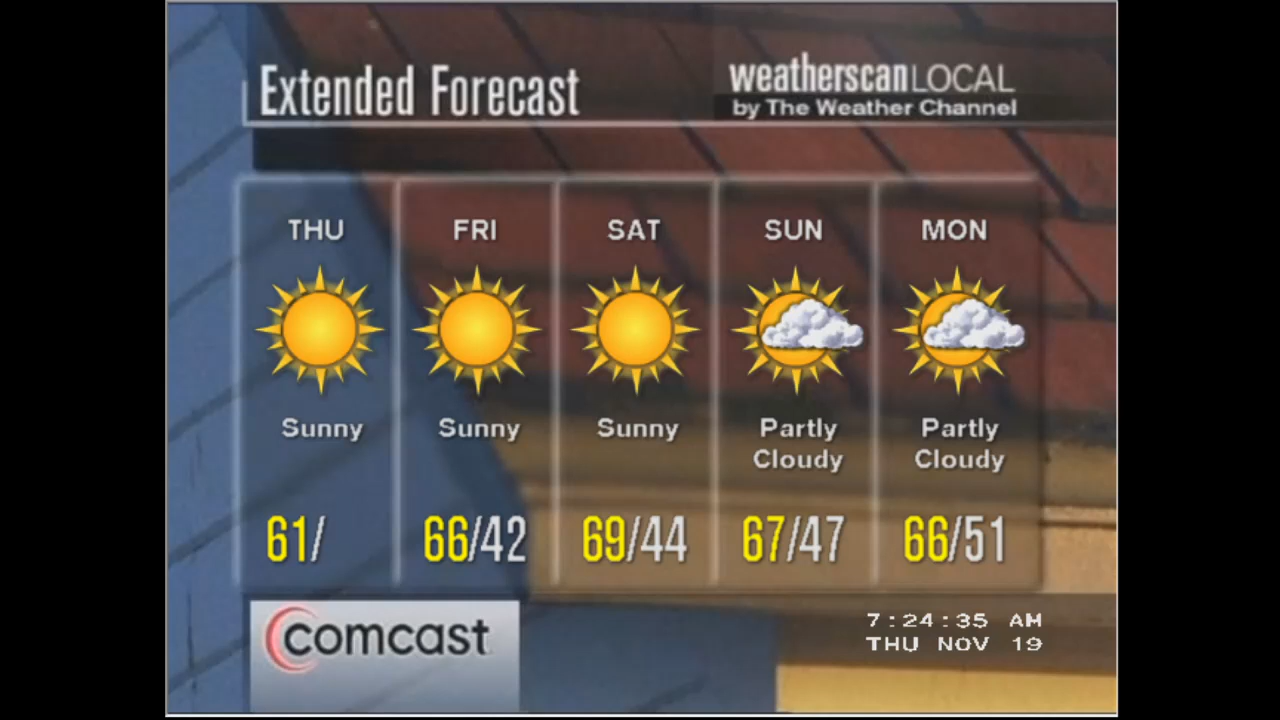 Extended Forecast
weatherscanLOCAL
by The Weather Channel
THU FRI SAT SUN MON
Sunny Sunny Sunny Partly Cloudy Partly Cloudy
61/ 66/42 69/44 67/47 66/51
comcast
7:24:35 AM
THU NOV 19